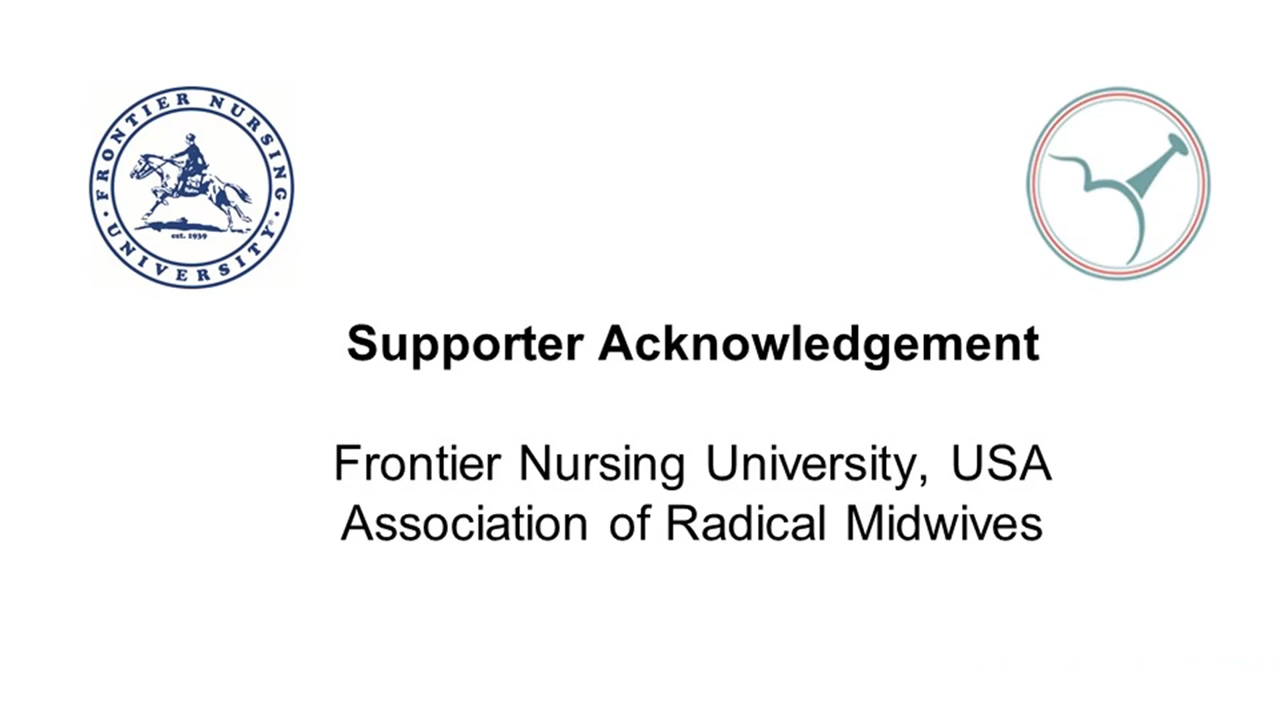 FRONTIER NURSING
UNIVERSITY®
est. 1939
Supporter Acknowledgement
Frontier Nursing University, USA
Association of Radical Midwives